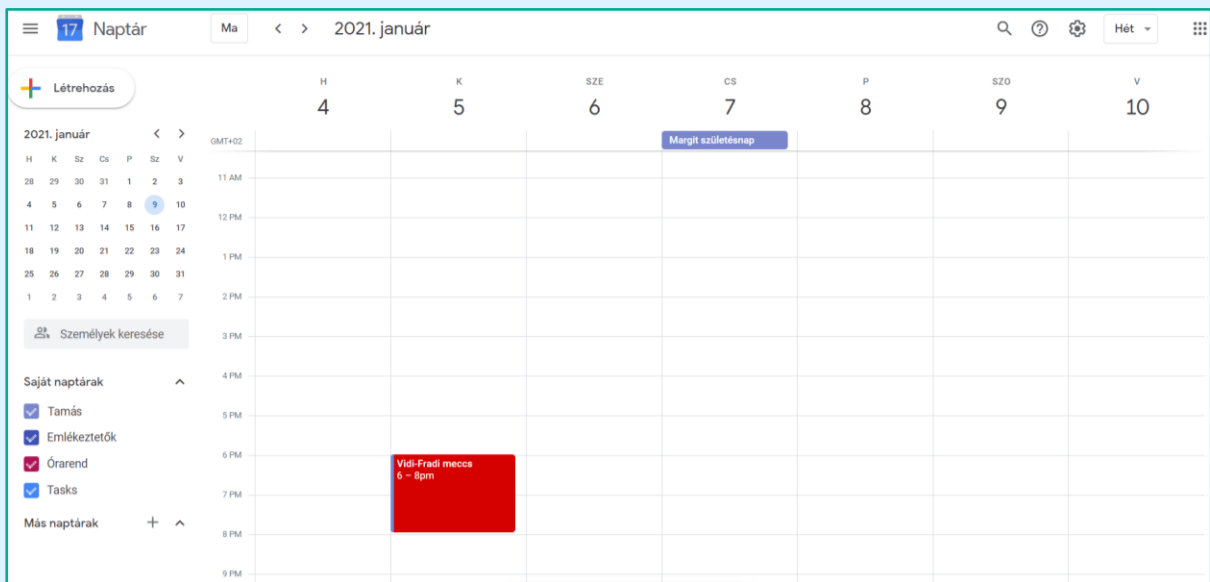 17 Naptár Ma 2021. január Hét
Létrehozás
2021. január
H K Sz Cs P Sz V
28 29 30 31 1 2 3
4 5 6 7 8 9 10
11 12 13 14 15 16 17
18 19 20 21 22 23 24
25 26 27 28 29 30 31
1 2 3 4 5 6 7
Személyek keresése
Saját naptárak
Tamás
Emlékeztetők
Órarend
Tasks
Más naptárak
H K SZE CS P SZO V
4 5 6 7 8 9 10
GMT+02 Margit születésnap
11 AM
12 PM
1 PM
2 PM
3 PM
4 PM
5 PM
6 PM
Vidi-Fradi meccs
6 – 8pm
7 PM
8 PM
9 PM